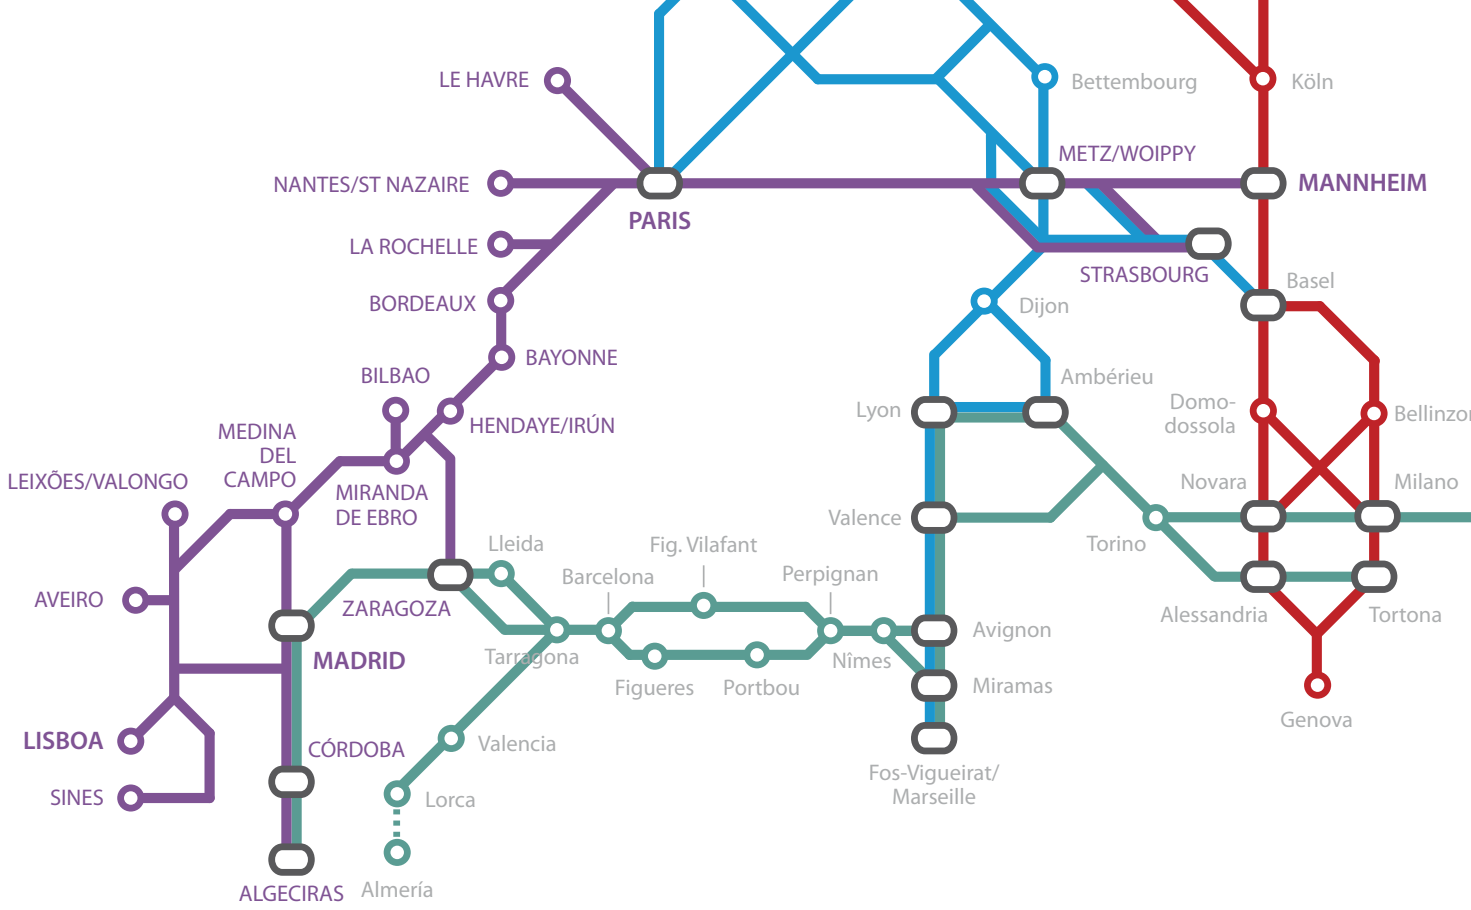 LE HAVRE
Bettembourg
Köln
METZ/WOIPPY
NANTES/ST NAZAIRE
MANNHEIM
PARIS
LA ROCHELLE
STRASBOURG
Basel
BORDEAUX
Dijon
BAYONNE
BILBAO
Ambérieu
Lyon
Domo-
dossola
Bellinzo
HENDAYE/IRÚN
MEDINA
DEL
CAMPO
LEIXÕES/VALONGO
MIRANDA
DE EBRO
Novara
Milano
Valence
Torino
Lleida
Fig. Vilafant
Barcelona
Perpignan
AVEIRO
ZARAGOZA
Alessandria
Tortona
Avignon
MADRID
Tarragona
Nîmes
Figueres
Portbou
Miramas
Genova
LISBOA
CÓRDOBA
Valencia
Fos-Vigueirat/
Marseille
SINES
Lorca
ALGECIRAS
Almería